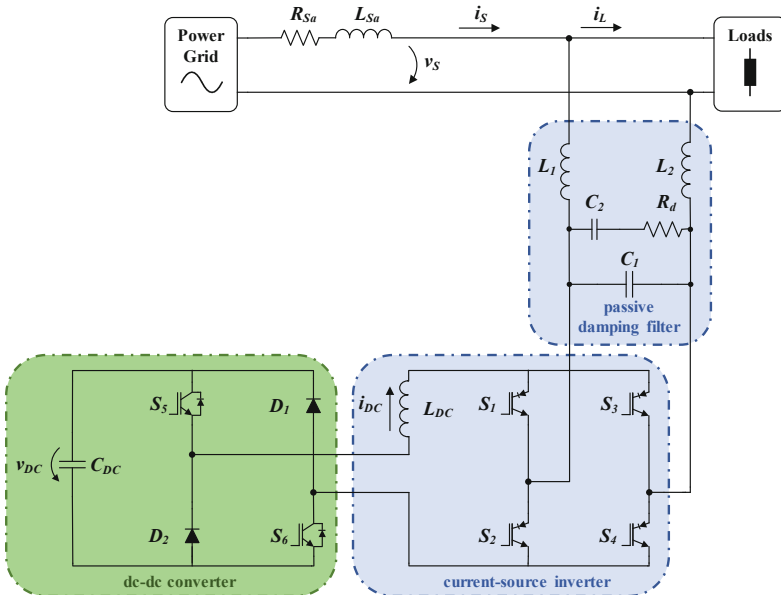 R_Sa L_Sa i_S i_L
Power
Grid
v_S
Loads
L_1 L_2
C_2 R_d
C_1
passive
damping filter
S_5 D_1 i_DC L_DC S_1 S_3
v_DC C_DC
D_2 S_6 S_2 S_4
dc-dc converter
current-source inverter